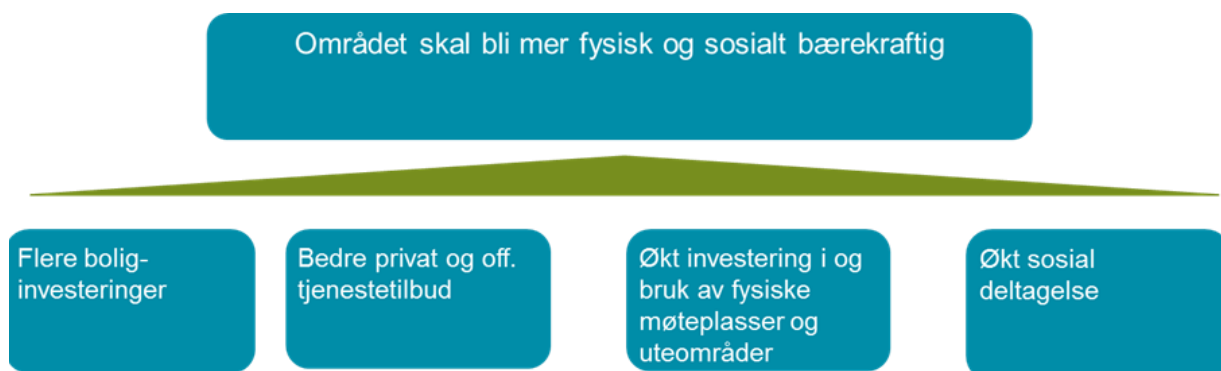 Området skal bli mer fysisk og sosialt bærekraftig
Flere bolig-
investeringer
Bedre privat og off.
tjenestetilbud
Økt investering i og
bruk av fysiske
møteplasser og
uteområder
Økt sosial
deltagelse